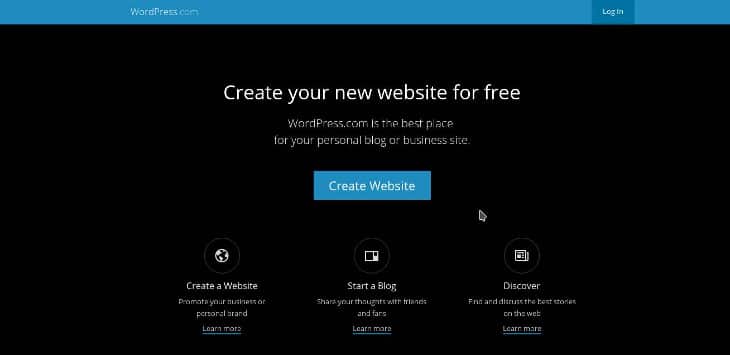 WordPress.com
Log In
Create your new website for free
WordPress.com is the best place
for your personal blog or business site.
Create Website
Create a Website
Promote your business or
personal brand
Learn more
Start a Blog
Share your thoughts with friends
and fans
Learn more
Discover
Find and discuss the best stories
on the web
Learn more